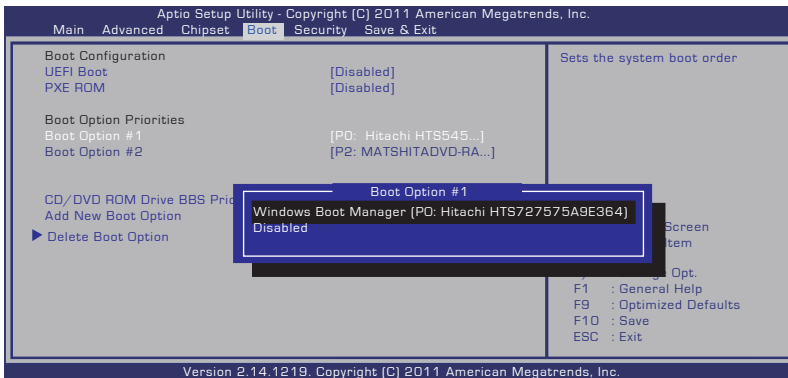 Aptio Setup Utility - Copyright (C) 2011 American Megatrends, Inc.
Main Advanced Chipset Boot Security Save & Exit
Boot Configuration
UEFI Boot [Disabled]
PXE ROM [Disabled]
Boot Option Priorities
Boot Option #1 [P0: Hitachi HTS545...]
Boot Option #2 [P2: MATSHITADVD-RA...]
CD/DVD ROM Drive BBS
Add New Boot Option
Delete Boot Option
Boot Option #1
Windows Boot Manager (P0: Hitachi HTS727575A9E364)
Disabled
Sets the system boot order
Screen
Opt.
F1 : General Help
F9 : Optimized Defaults
F10 : Save
ESC : Exit
Version 2.14.1219. Copyright (C) 2011 American Megatrends, Inc.